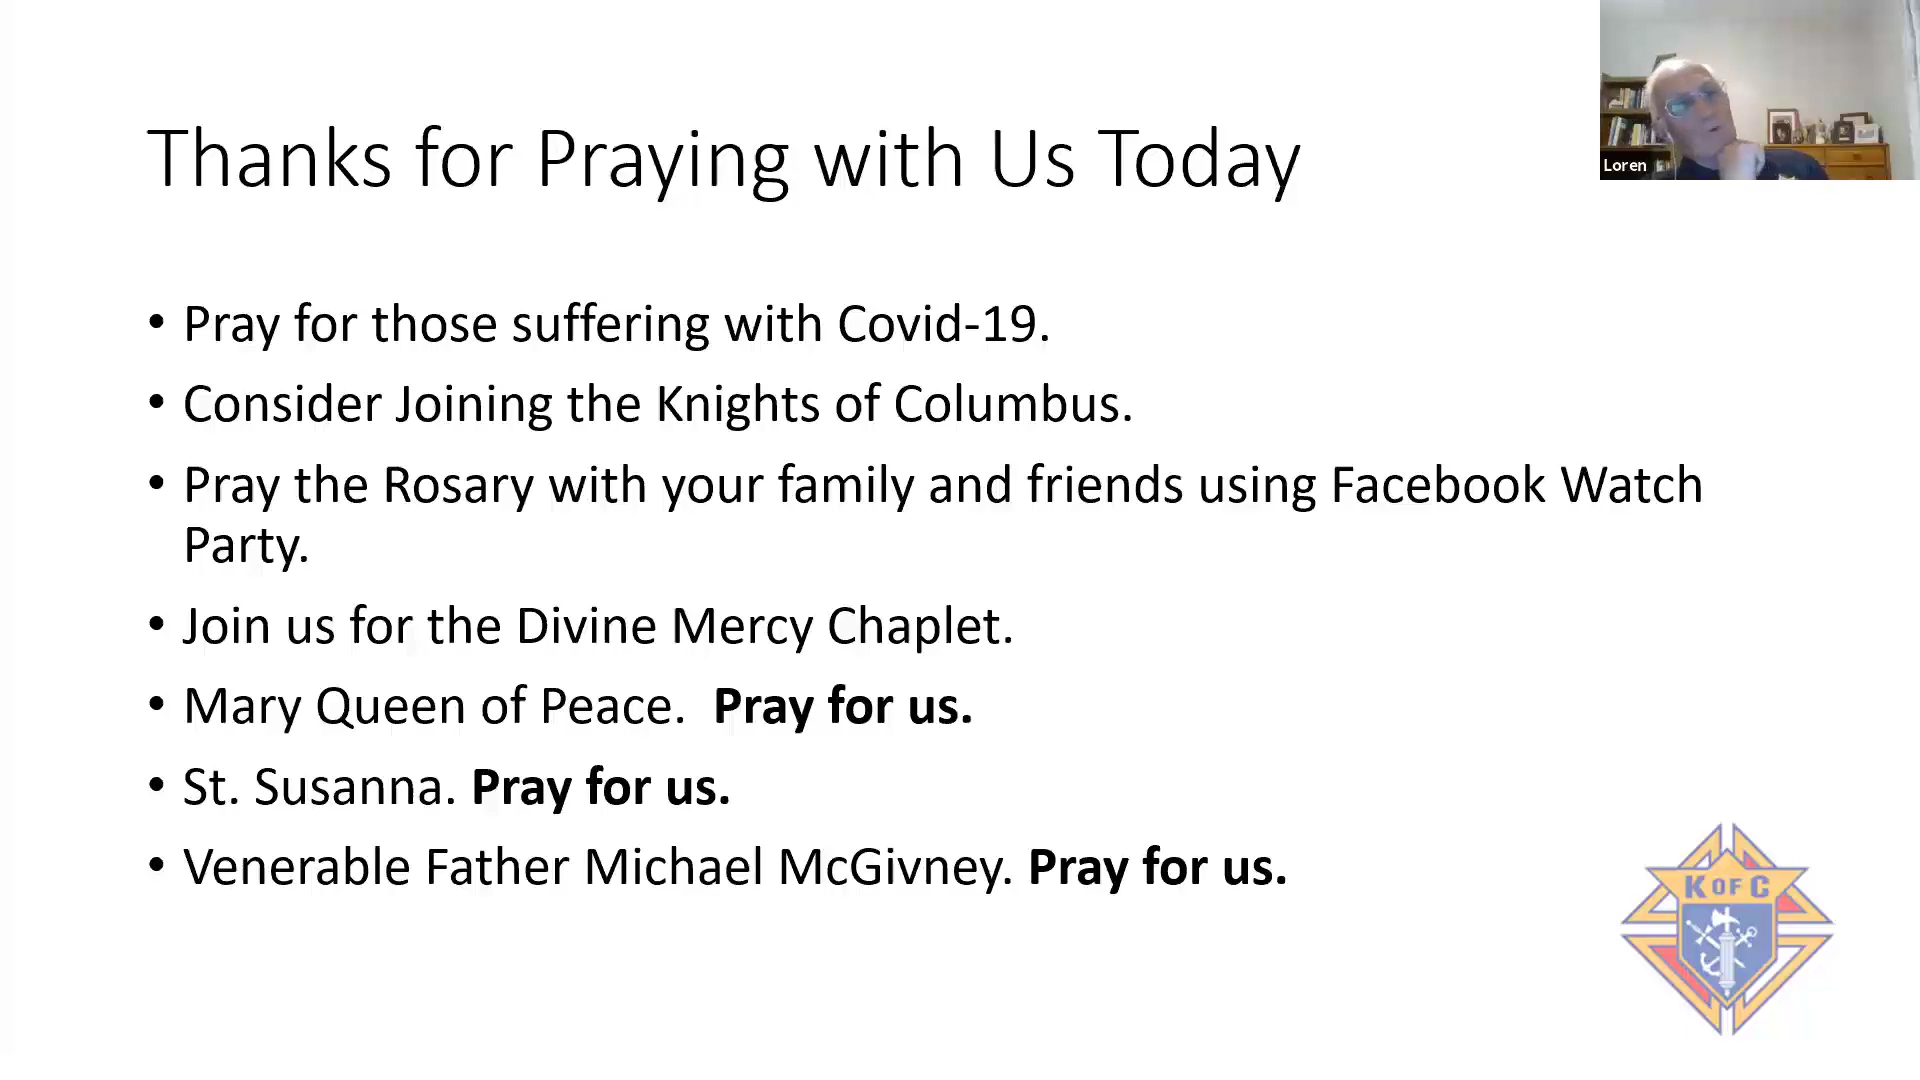 Thanks for Praying with Us Today
Loren
• Pray for those suffering with Covid-19.
• Consider Joining the Knights of Columbus.
• Pray the Rosary with your family and friends using Facebook Watch
Party.
• Join us for the Divine Mercy Chaplet.
• Mary Queen of Peace.  Pray for us.
• St. Susanna. Pray for us.
• Venerable Father Michael McGivney. Pray for us.
K OF C